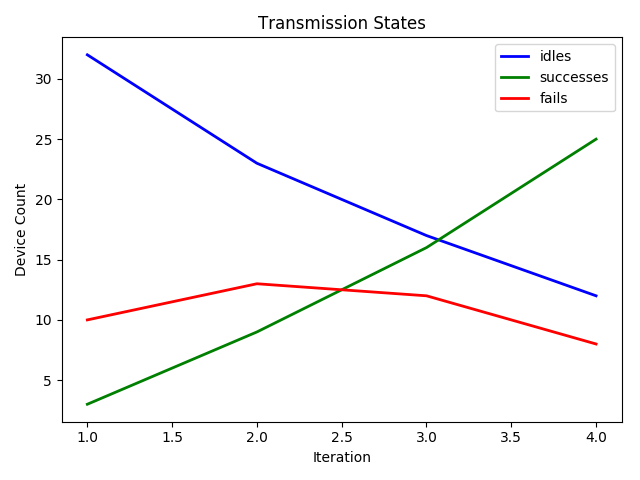 Transmission States
idles
successes
fails
Device Count
30
25
20
15
10
5
1.0 1.5 2.0 2.5 3.0 3.5 4.0
Iteration